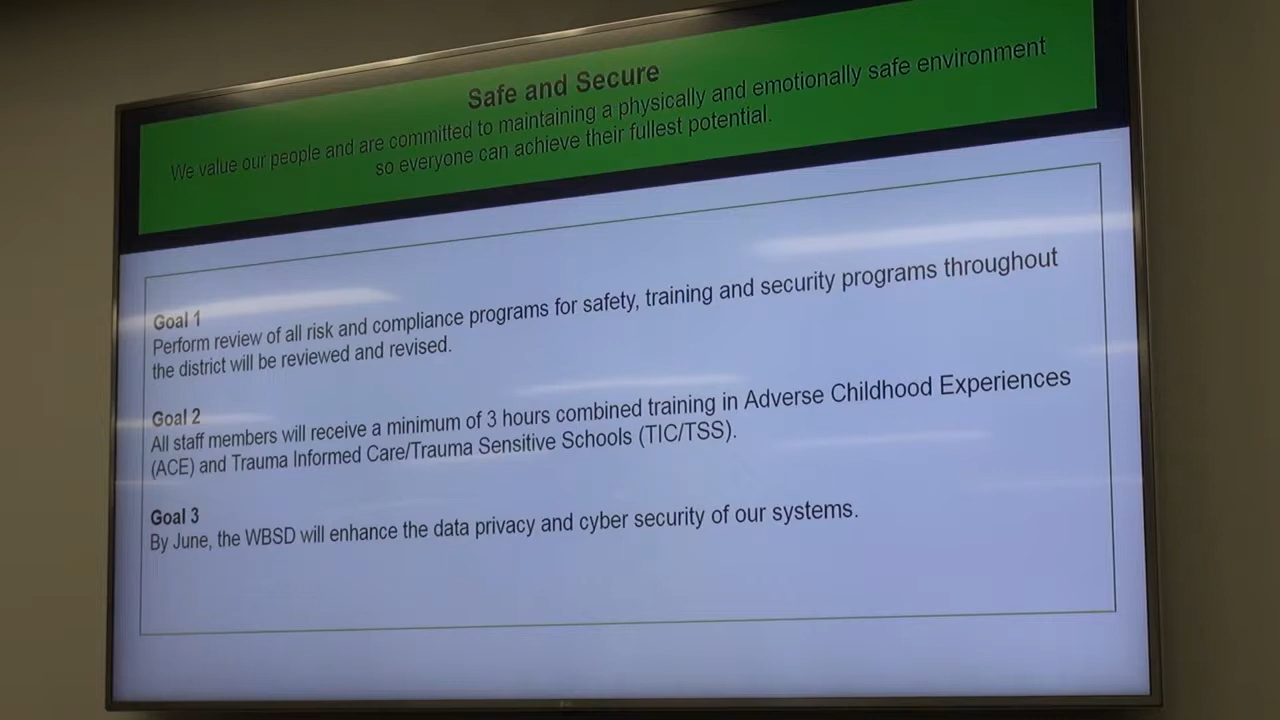 Safe and Secure
We value our people and are committed to maintaining a physically and emotionally safe environment
so everyone can achieve their fullest potential.
Goal 1
Perform review of all risk and compliance programs for safety, training and security programs throughout
the district will be reviewed and revised.
Goal 2
All staff members will receive a minimum of 3 hours combined training in Adverse Childhood Experiences
(ACE) and Trauma Informed Care/Trauma Sensitive Schools (TIC/TSS).
Goal 3
By June, the WBSD will enhance the data privacy and cyber security of our systems.